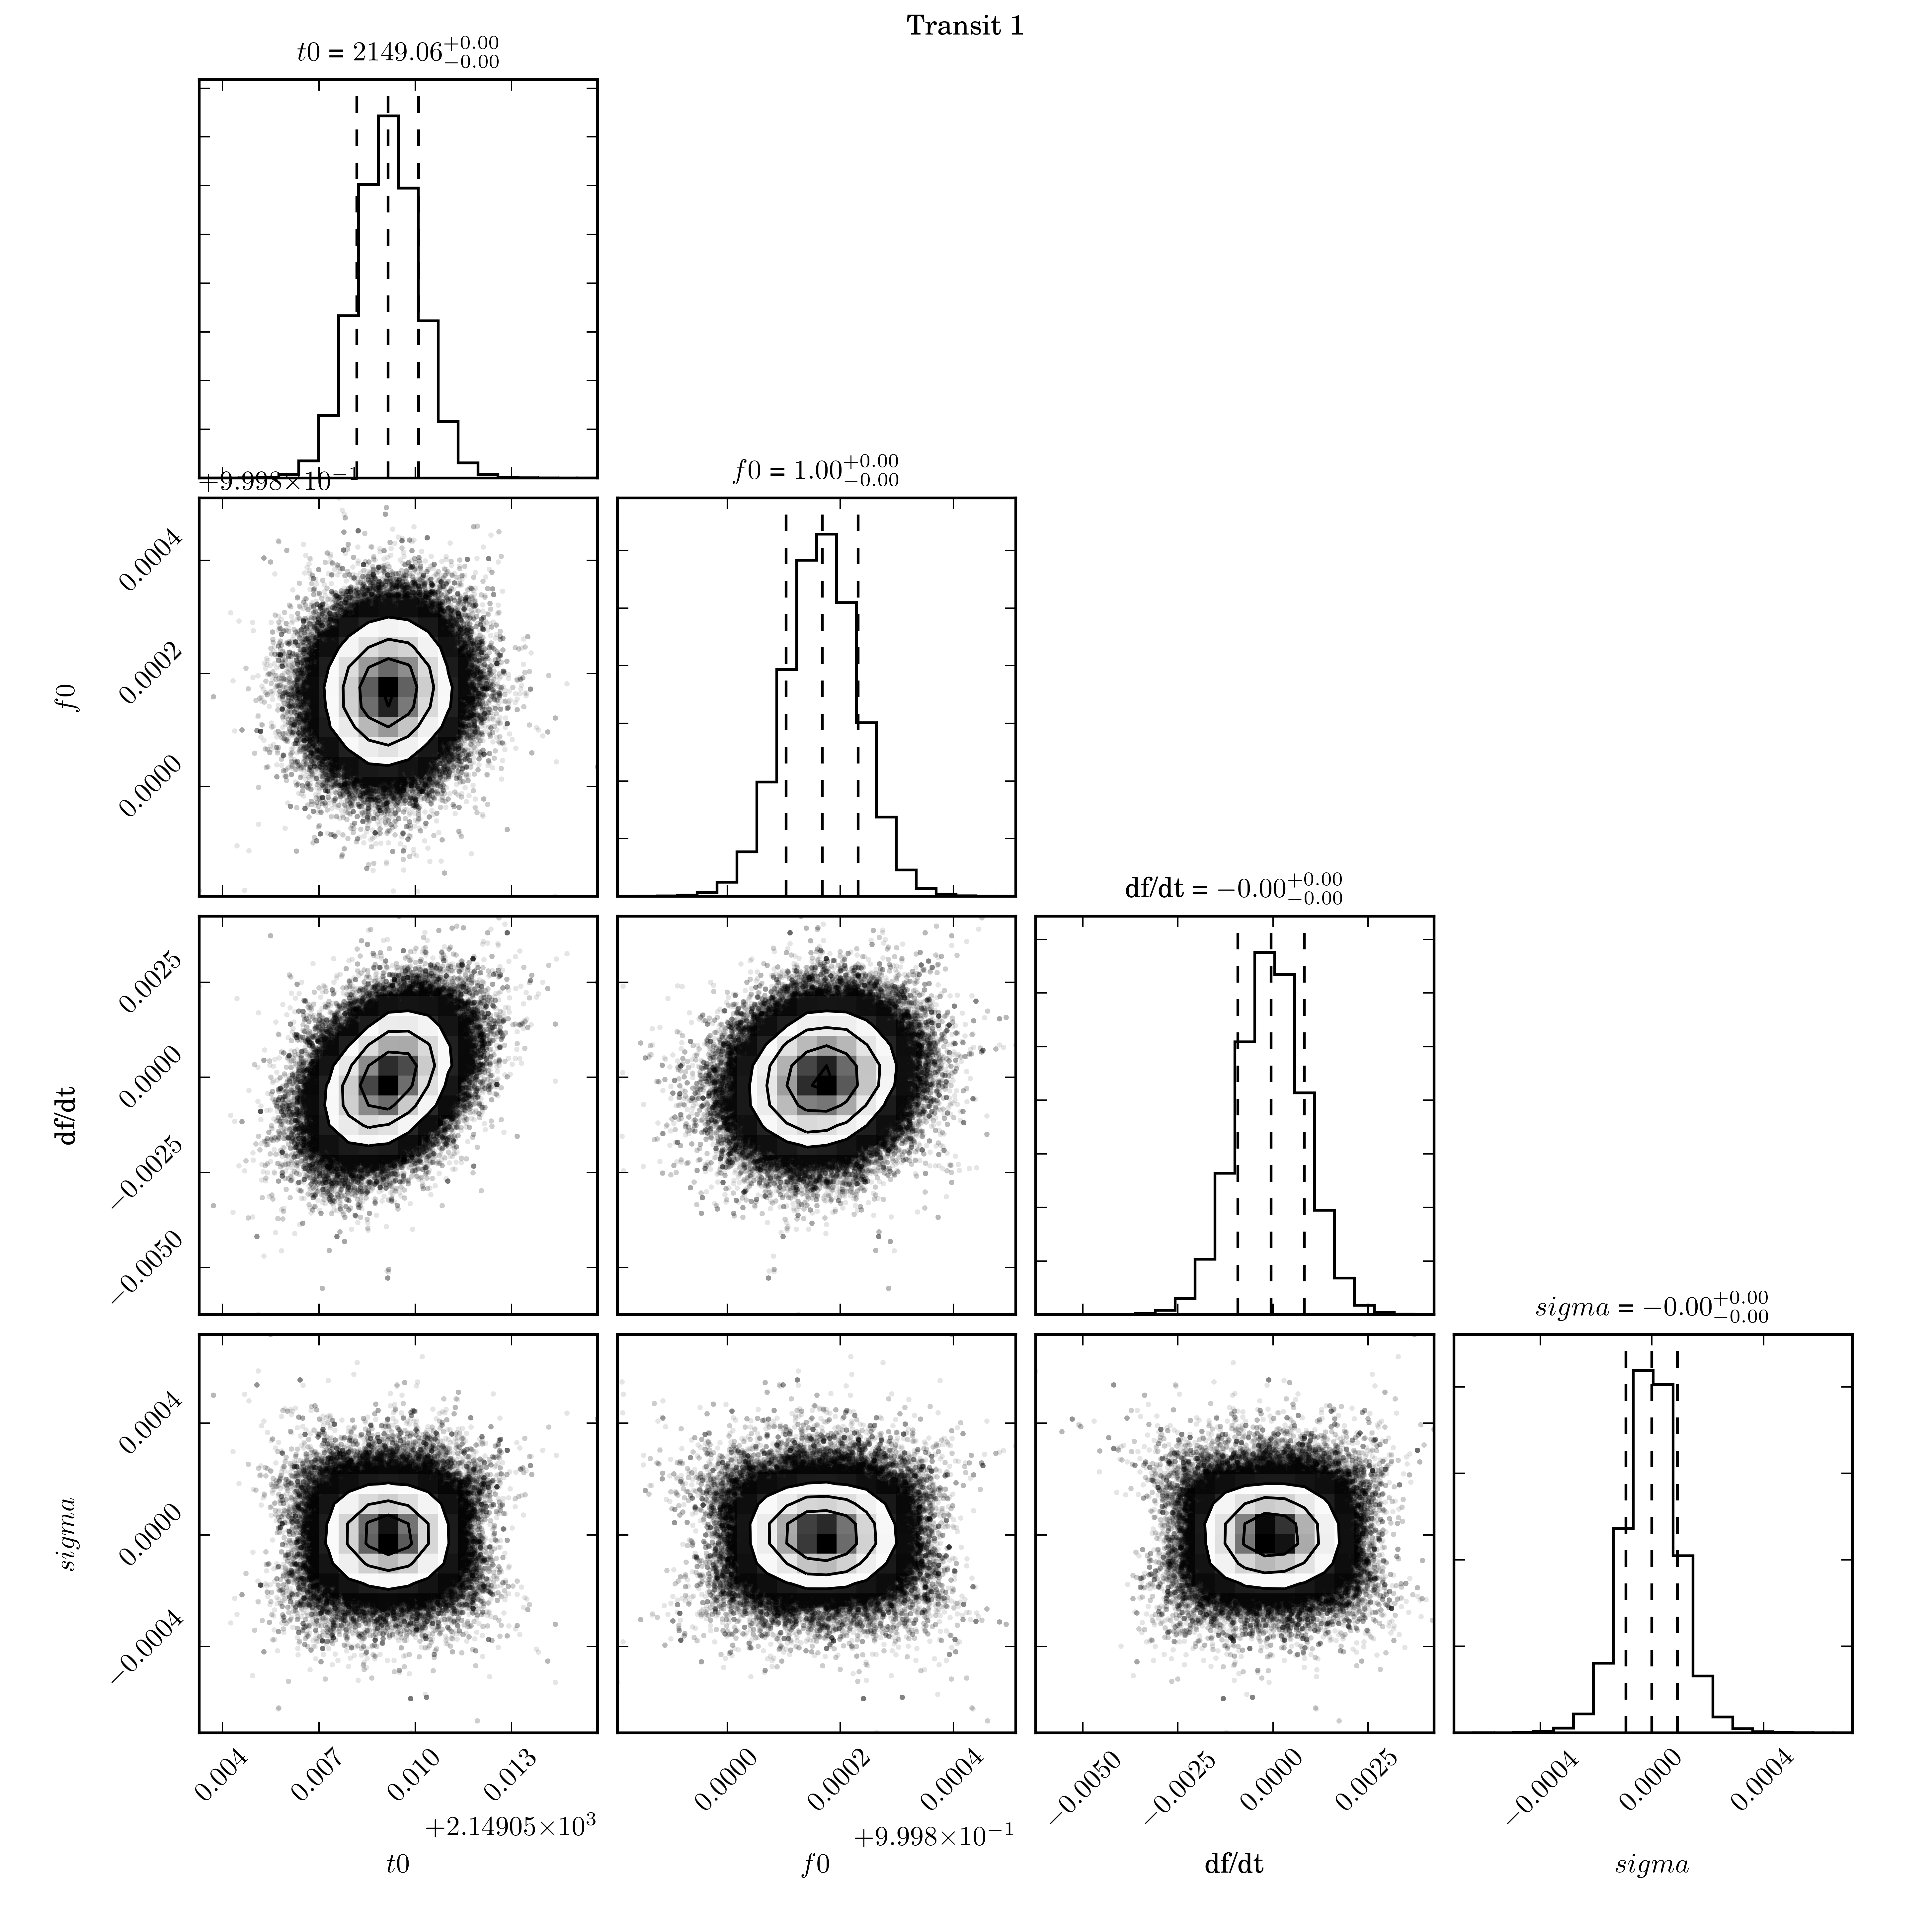 Transit 1
t0 = 2149.06+0.00−0.00
+9.998×10−1
f0 = 1.00+0.00−0.00
0.0004
0.0002
0.0000
f0
df/dt = −0.00+0.00−0.00
0.0025
0.0000
−0.0025
−0.0050
df/dt
sigma = −0.00+0.00−0.00
0.0004
0.0000
−0.0004
sigma
0.004 0.007 0.010 0.013
0.0000 0.0002 0.0004
−0.0050 −0.0025 0.0000 0.0025
−0.0004 0.0000 0.0004
+2.14905×103
+9.998×10−1
t0 f0 df/dt sigma